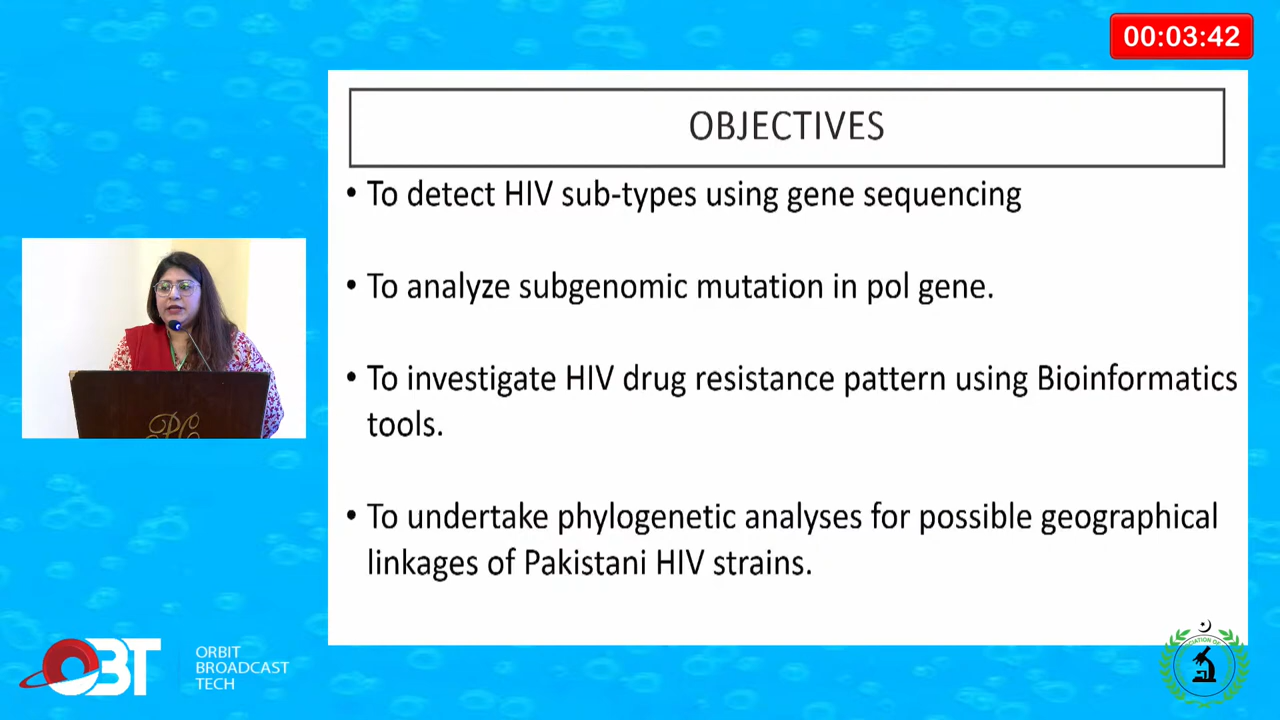 00:03:42
OBJECTIVES
• To detect HIV sub-types using gene sequencing
• To analyze subgenomic mutation in pol gene.
• To investigate HIV drug resistance pattern using Bioinformatics
tools.
• To undertake phylogenetic analyses for possible geographical
linkages of Pakistani HIV strains.
PC
OBT
ORBIT
BROADCAST
TECH